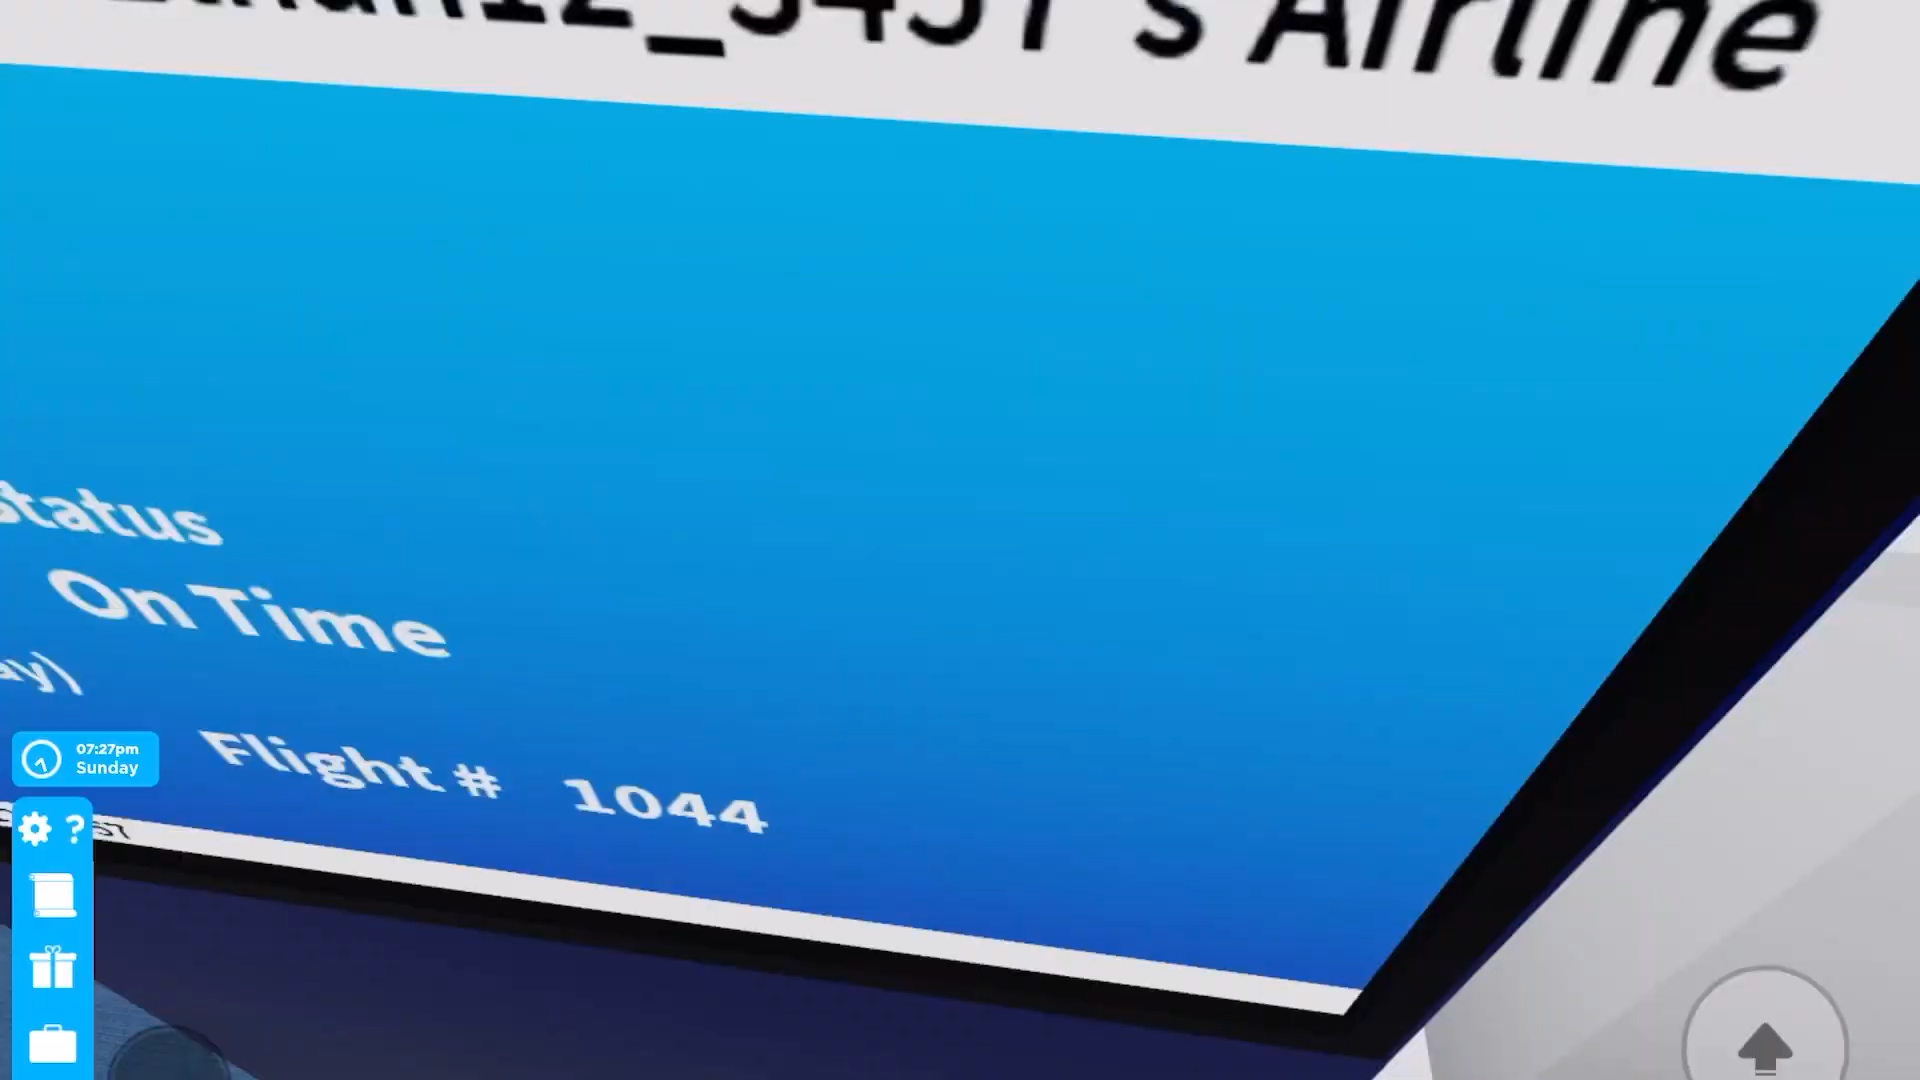 's Airline
Status
On Time
Flight # 1044
07:27pm
Sunday
?